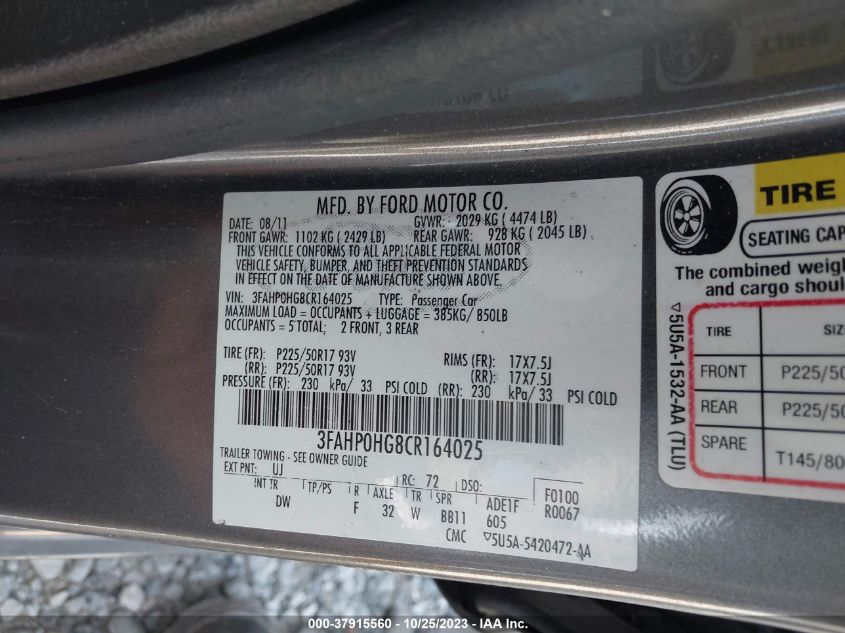 MFD. BY FORD MOTOR CO.
DATE: 08/11 GVWR: 2029 KG ( 4474 LB)
FRONT GAWR: 1102 KG ( 2429 LB) REAR GAWR: 928 KG ( 2045 LB)
THIS VEHICLE CONFORMS TO ALL APPLICABLE FEDERAL MOTOR
VEHICLE SAFETY, BUMPER, AND THEFT PREVENTION STANDARDS
IN EFFECT ON THE DATE OF MANUFACTURE SHOWN ABOVE.
VIN: 3FAHP0HG8CR164025 TYPE: Passenger Car
MAXIMUM LOAD = OCCUPANTS + LUGGAGE = 385KG/ 850LB
OCCUPANTS = 5 TOTAL; 2 FRONT, 3 REAR
TIRE (FR): P225/50R17 93V RIMS (FR): 17X7.5J
(RR): P225/50R17 93V (RR): 17X7.5J
PRESSURE (FR): 230 kPa/ 33 PSI COLD (RR): 230 kPa/ 33 PSI COLD
3FAHP0HG8CR164025
TRAILER TOWING - SEE OWNER GUIDE
EXT PNT: UJ RC: 72 DSO: F0100
INT TR TP/PS R AXLE TR SPR ADE1F R0067
DW F 32 W BB11 605
CMC ▽5U5A-5420472-AA
TIRE
SEATING CAP
The combined weigh
and cargo shoul
▽5U5A-1532-AA (TLU)
TIRE SIZ
FRONT P225/50
REAR P225/50
SPARE T145/80
000-37915560 - 10/25/2023 - IAA Inc.